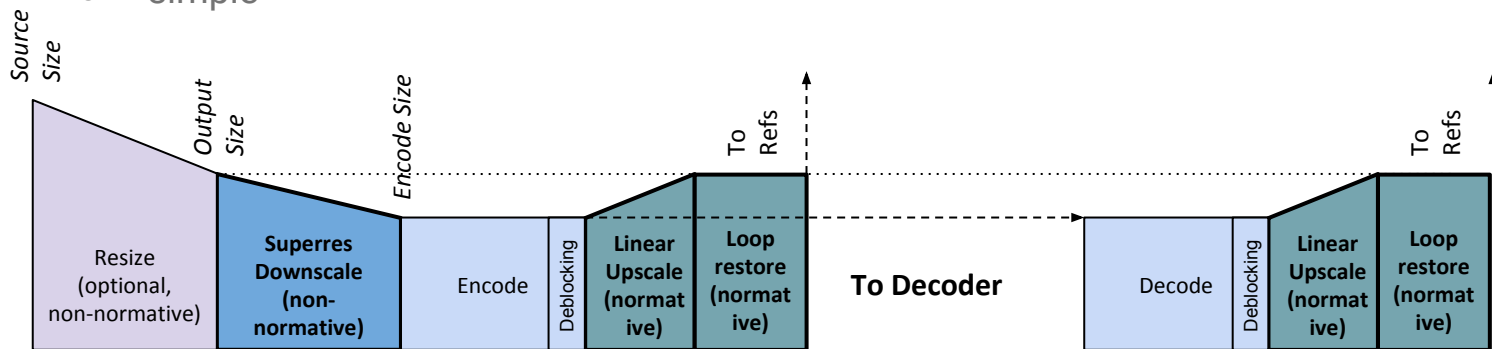 simple
Source
Size
Output
Size
Encode Size
To
Refs
To
Refs
Resize
(optional,
non-normative)
Superres
Downscale
(non-
normative)
Encode
Deblocking
Linear
Upscale
(normat
ive)
Loop
restore
(normat
ive)
To Decoder
Decode
Deblocking
Linear
Upscale
(normat
ive)
Loop
restore
(normat
ive)